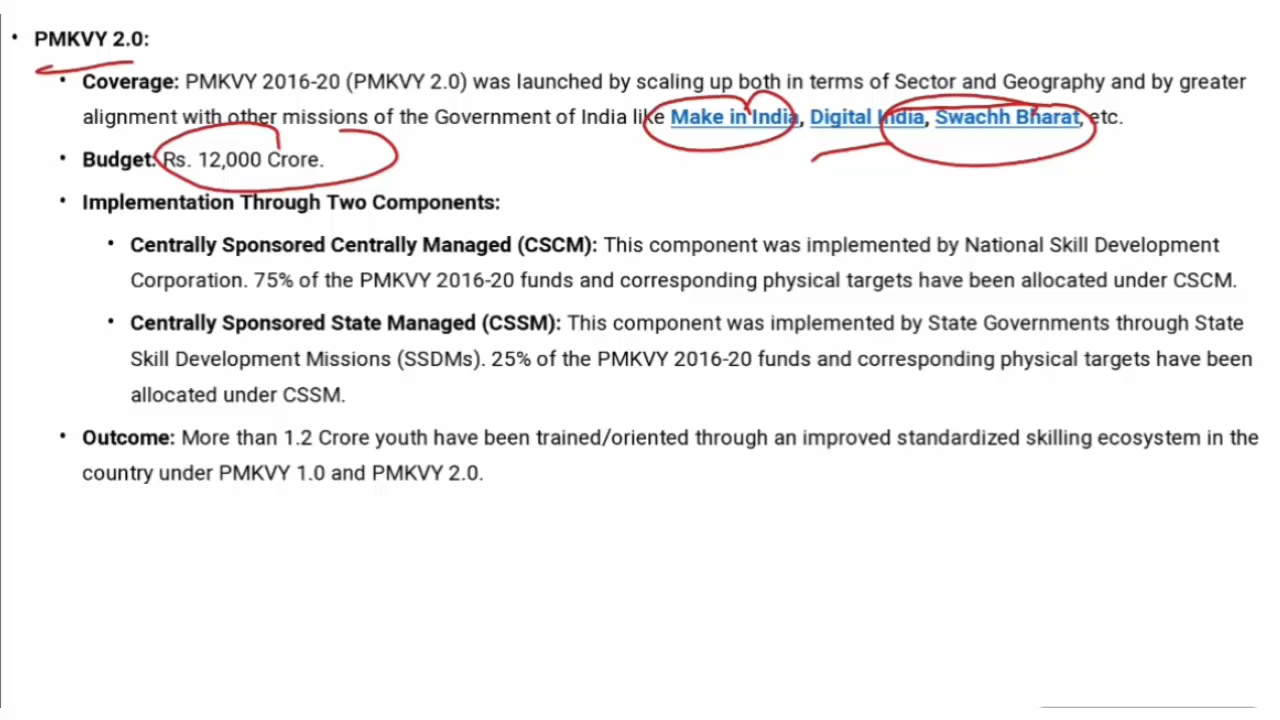 • PMKVY 2.0:
• Coverage: PMKVY 2016-20 (PMKVY 2.0) was launched by scaling up both in terms of Sector and Geography and by greater
alignment with other missions of the Government of India like Make in India, Digital India, Swachh Bharat, etc.
• Budget: Rs. 12,000 Crore.
• Implementation Through Two Components:
• Centrally Sponsored Centrally Managed (CSCM): This component was implemented by National Skill Development
Corporation. 75% of the PMKVY 2016-20 funds and corresponding physical targets have been allocated under CSCM.
• Centrally Sponsored State Managed (CSSM): This component was implemented by State Governments through State
Skill Development Missions (SSDMs). 25% of the PMKVY 2016-20 funds and corresponding physical targets have been
allocated under CSSM.
• Outcome: More than 1.2 Crore youth have been trained/oriented through an improved standardized skilling ecosystem in the
country under PMKVY 1.0 and PMKVY 2.0.